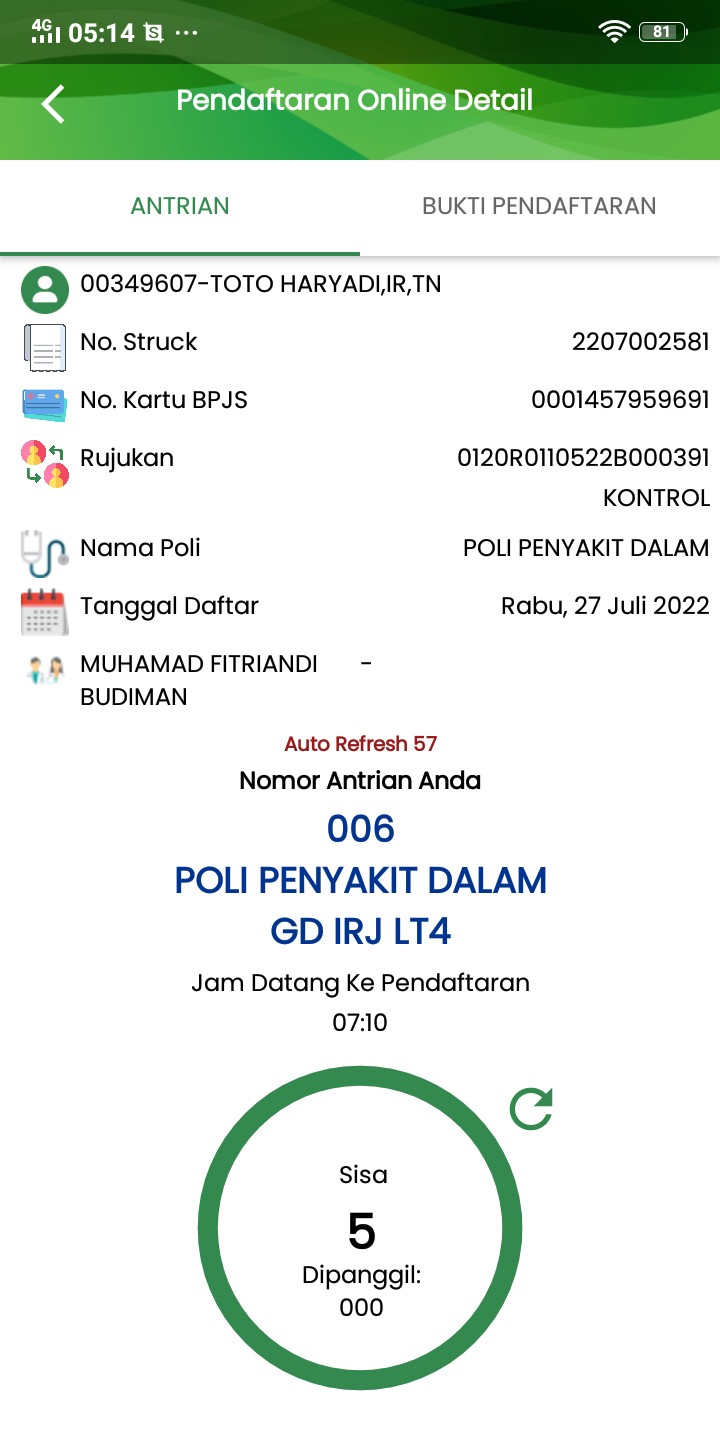 4G 05:14 S ... 81
Pendaftaran Online Detail
ANTRIAN BUKTI PENDAFTARAN
00349607-TOTO HARYADI,IR,TN
No. Struck 2207002581
No. Kartu BPJS 0001457959691
Rujukan 0120R0110522B000391
KONTROL
Nama Poli POLI PENYAKIT DALAM
Tanggal Daftar Rabu, 27 Juli 2022
MUHAMAD FITRIANDI -
BUDIMAN
Auto Refresh 57
Nomor Antrian Anda
006
POLI PENYAKIT DALAM
GD IRJ LT4
Jam Datang Ke Pendaftaran
07:10
Sisa
5
Dipanggil:
000